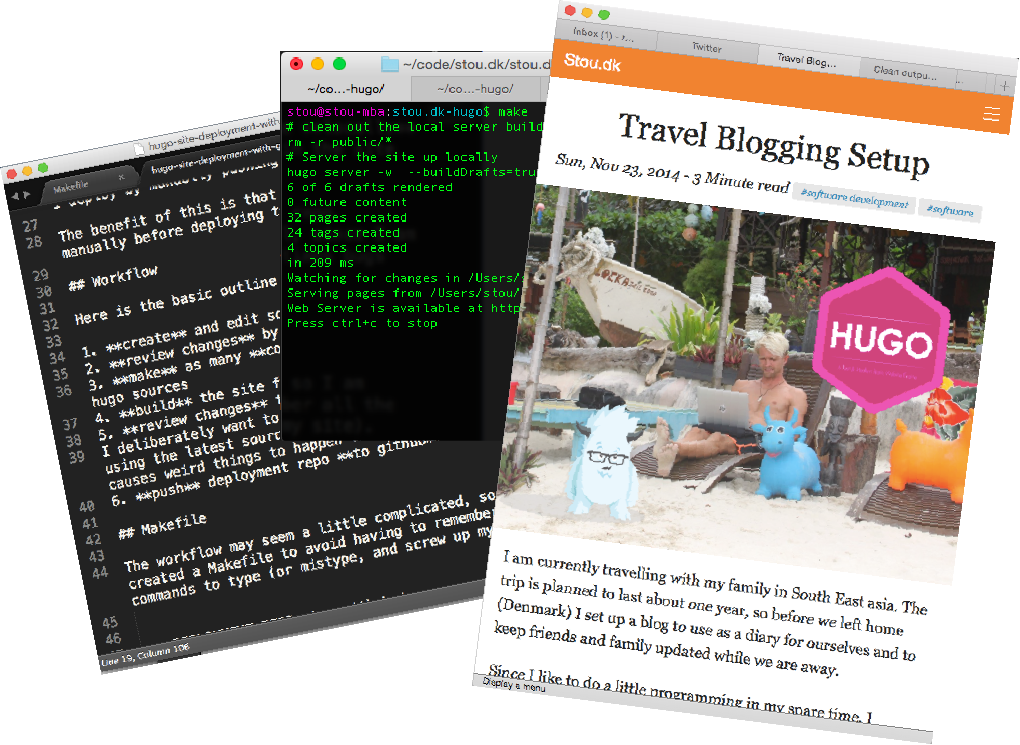 hugo-site-deployment-with-
Makefile
hugo-site-deployment-with-g
27
28
The benefit of this is that
manually before deploying t
29
30
## Workflow
31
32
Here is the basic outline
33
34
1. **create** and edit so
35
2. **review changes** by
36
3. **make** as many **co
hugo sources
37
4. **build** the site f
38
5. **review changes** t
39
I deliberately want to
using the latest sourc
causes weird things to happen
40
6. **push** deployment repo **to github
41
42
## Makefile
43
44
The workflow may seem a little complicated, so
created a Makefile to avoid having to remember
commands to type (or mistype, and screw up my
45
46
Line 19, Column 106
~/code/stou.dk/stou.d
~/co...-hugo/
~/co...-hugo/
stou@stou-mba:stou.dk-hugo$ make
# clean out the local server build
rm -r public/*
# Server the site up locally
hugo server -w --buildDrafts=tru
6 of 6 drafts rendered
0 future content
32 pages created
24 tags created
4 topics created
in 209 ms
Watching for changes in /Users/s
Serving pages from /Users/stou/
Web Server is available at http
Press ctrl+c to stop
Inbox (1) - r...
Twitter
Travel Blog...
Clean outpu...
Stou.dk
Travel Blogging Setup
Sun, Nov 23, 2014 - 3 Minute read
#software development
#software
HUGO
I am currently travelling with my family in South East asia. The
trip is planned to last about one year, so before we left home
(Denmark) I set up a blog to use as a diary for ourselves and to
keep friends and family updated while we are away.
Since I like to do a little programming in my spare time, I
Display a menu